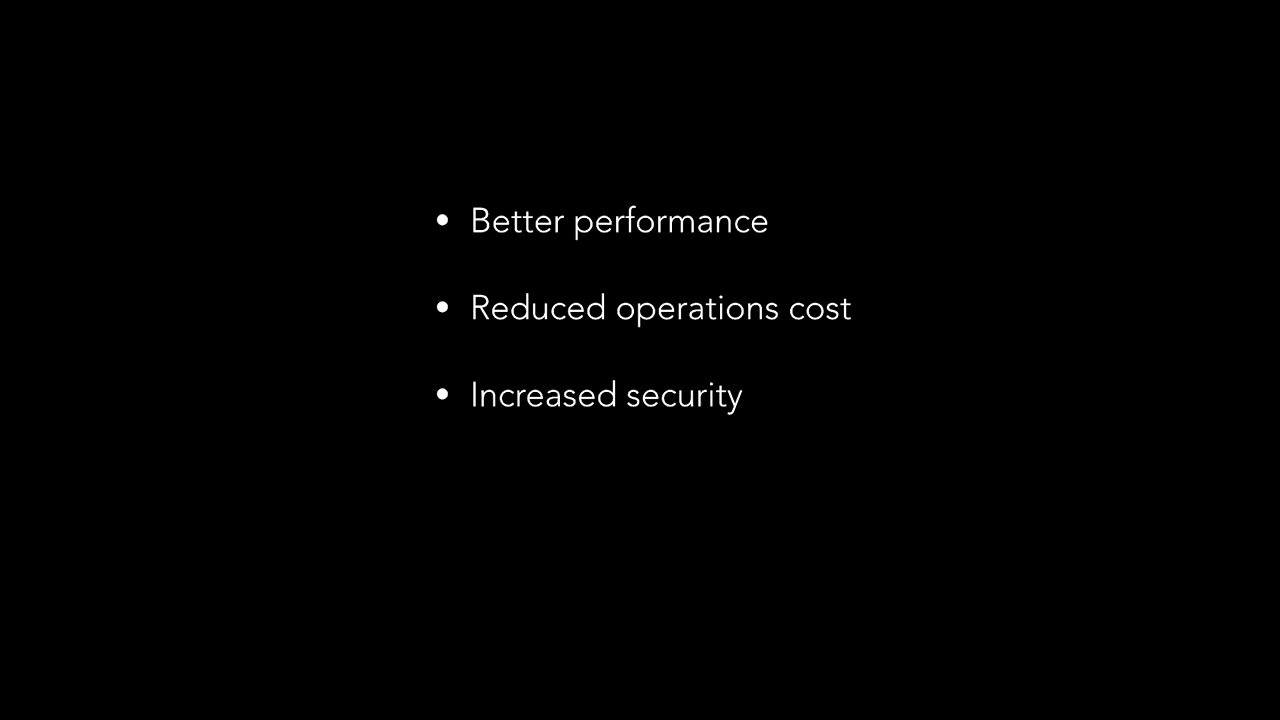 • Better performance
• Reduced operations cost
• Increased security